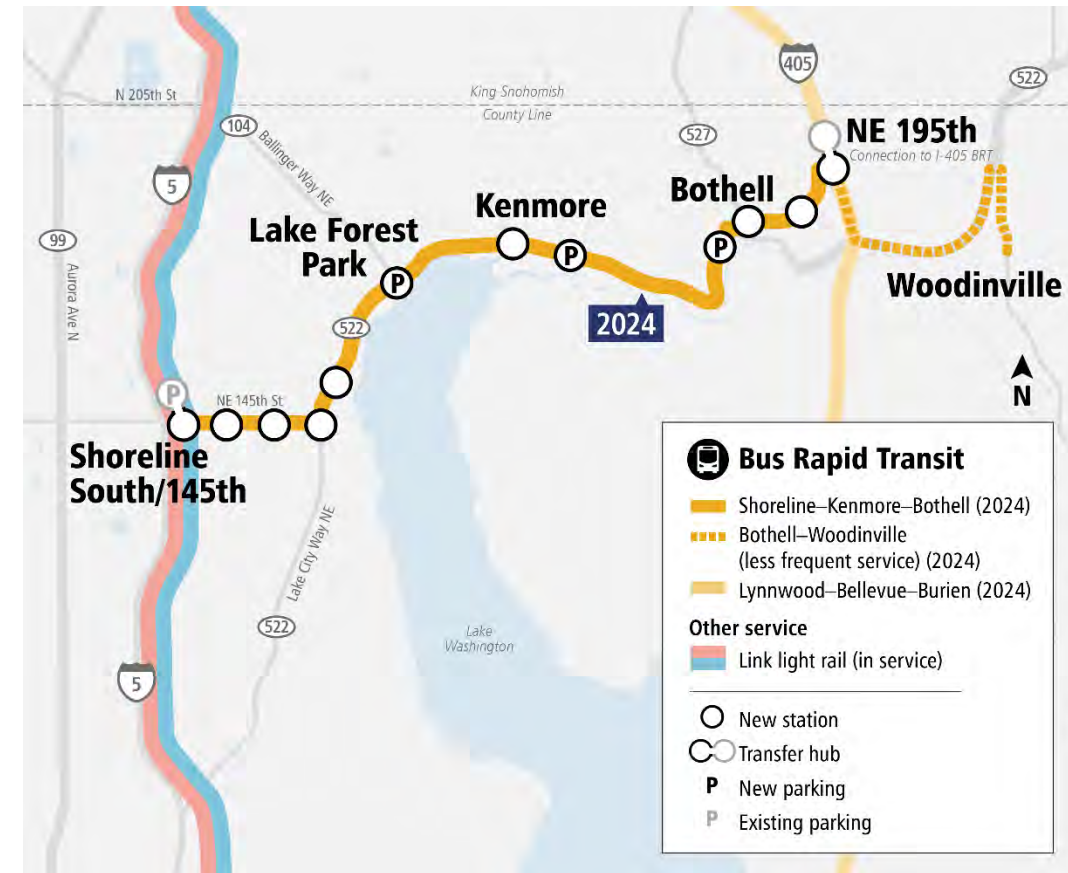 N 205th St
King Snohomish
County Line
405
522
104
Ballinger Way NE
527
NE 195th
Connection to I-405 BRT
5
Bothell
Kenmore
Lake Forest
Park
P
P
P
99
Aurora Ave N
Woodinville
2024
522
N
P
NE 145th St
Shoreline
South/145th
Lake City Way NE
522
Lake
Washington
5
Bus Rapid Transit
Shoreline–Kenmore–Bothell (2024)
Bothell–Woodinville
(less frequent service) (2024)
Lynnwood–Bellevue–Burien (2024)
Other service
Link light rail (in service)
New station
Transfer hub
P New parking
P Existing parking